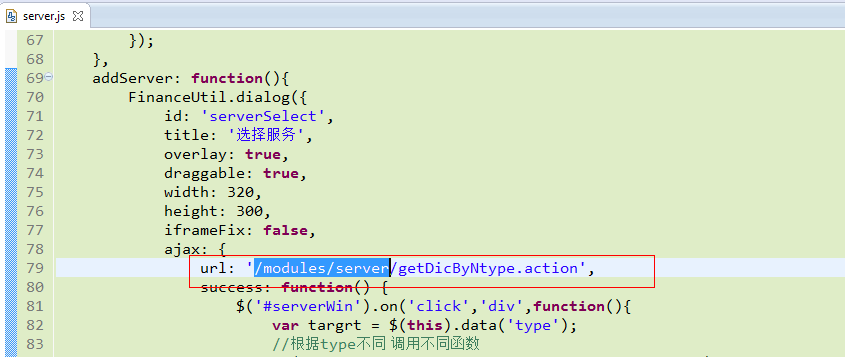 server.js
67 });
68 },
69 addServer: function(){
70 FinanceUtil.dialog({
71 id: 'serverSelect',
72 title: '选择服务',
73 overlay: true,
74 draggable: true,
75 width: 320,
76 height: 300,
77 iframeFix: false,
78 ajax: {
79 url: '/modules/server/getDicByNtype.action',
80 success: function() {
81 $('#serverWin').on('click','div',function(){
82 var targrt = $(this).data('type');
83 //根据type不同 调用不同函数